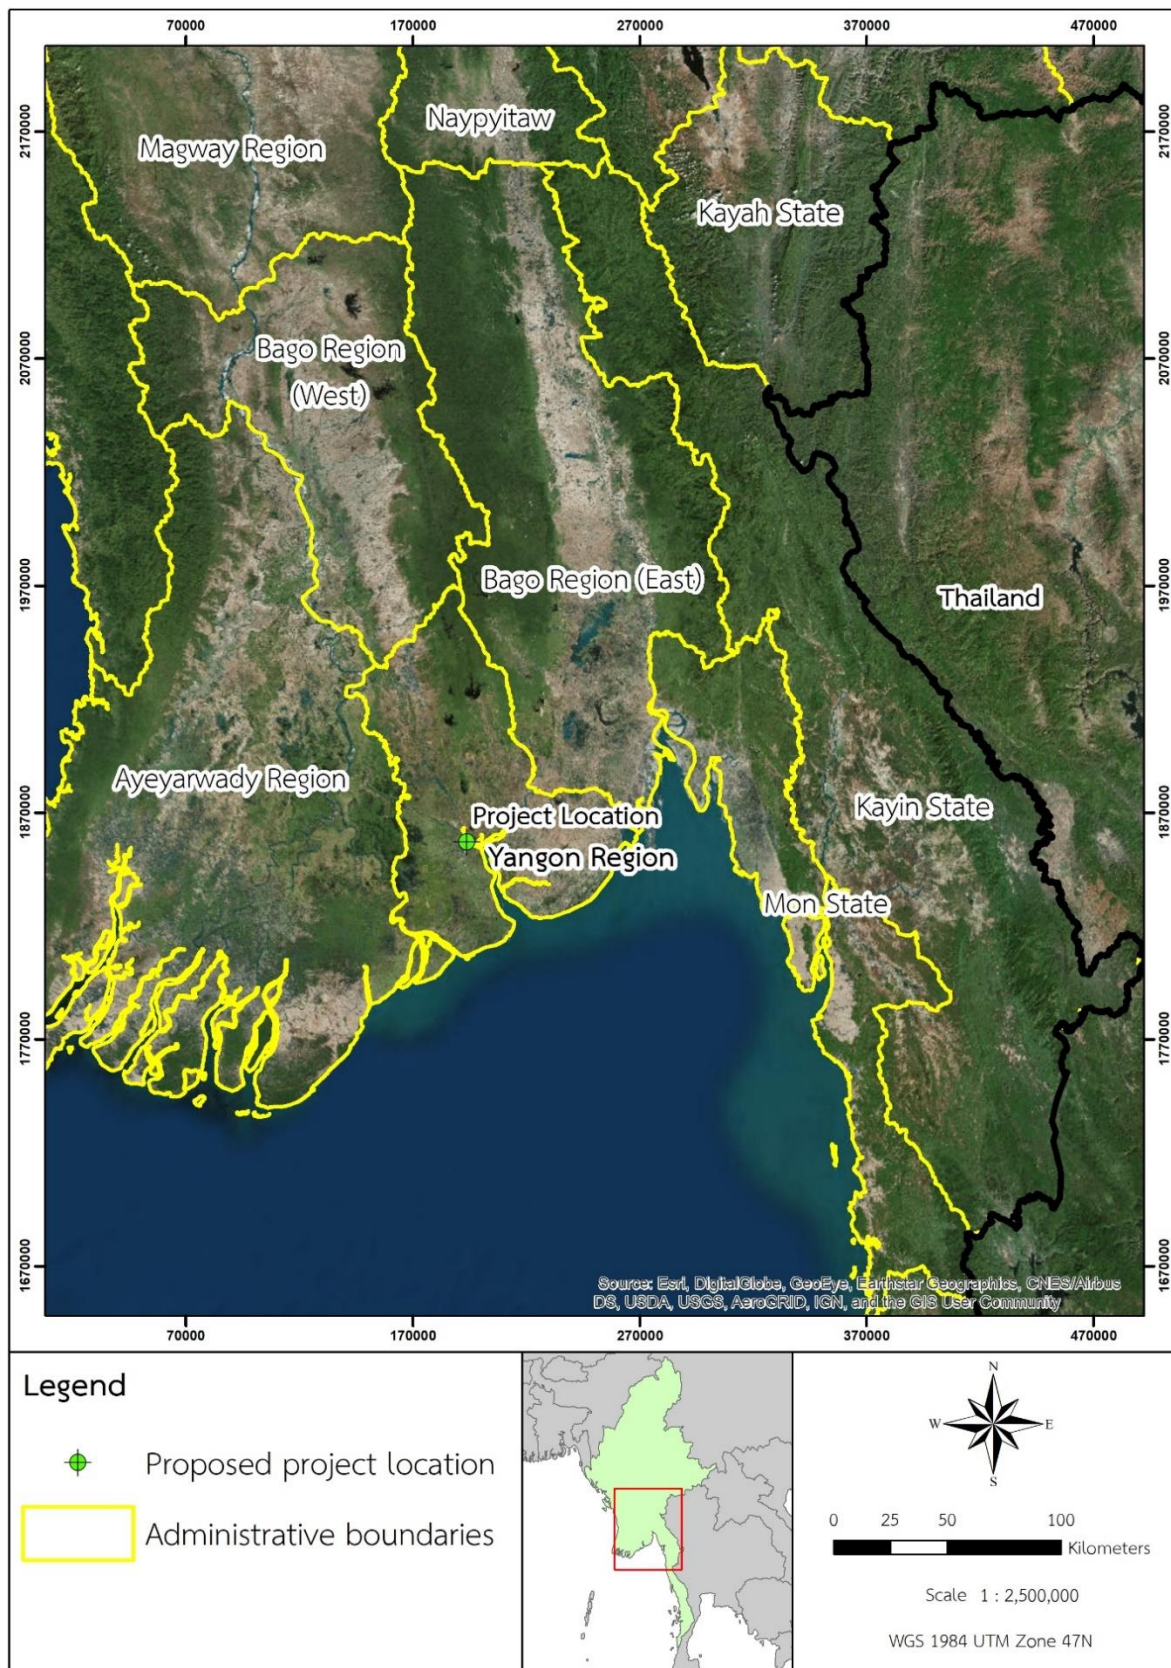 70000
170000
270000
370000
470000
2170000
2170000
Naypyitaw
Magway Region
Kayah State
2070000
2070000
Bago Region
(West)
1970000
1970000
Bago Region (East)
Thailand
Ayeyarwady Region
1870000
1870000
Project Location
Kayin State
Yangon Region
Mon State
1770000
1770000
1670000
1670000
Source: Esri, DigitalGlobe, GeoEye, Earthstar Geographics, CNES/Airbus
DS, USDA, USGS, AeroGRID, IGN, and the GIS User Community
70000
170000
270000
370000
470000
Legend
Proposed project location
Administrative boundaries
N
W
E
S
0
25
50
100
Kilometers
Scale 1 : 2,500,000
WGS 1984 UTM Zone 47N